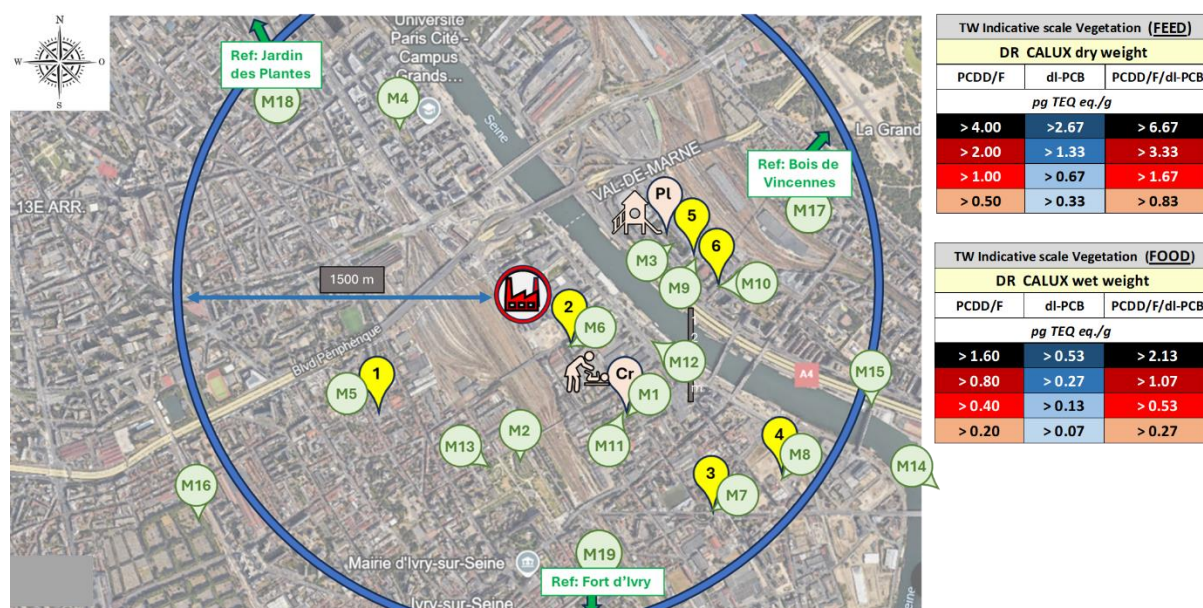 N
W
O
S
Ref: Jardin
des Plantes
M18
M4
Université
Paris Cité -
Campus
Grands...
Seine
VAL-DE-MARNE
La Grand
Ref: Bois de
Vincennes
M17
13E ARR.
Pl
5
6
M3
M9
M10
1500 m
2
M6
Blvd Périphérique
1
M5
Cr
M1
M12
M11
A4
M15
M13
M2
4
M8
3
M7
M14
M16
Mairie d'Ivry-sur-Seine
M19
Ref: Fort d'Ivry
Ivry-sur-Seine
Seine
TW Indicative scale Vegetation (FEED)
DR CALUX dry weight
PCDD/F dl-PCB PCDD/F/dl-PCB
pg TEQ eq./g
> 4.00 >2.67 > 6.67
> 2.00 > 1.33 > 3.33
> 1.00 > 0.67 > 1.67
> 0.50 > 0.33 > 0.83
TW Indicative scale Vegetation (FOOD)
DR CALUX wet weight
PCDD/F dl-PCB PCDD/F/dl-PCB
pg TEQ eq./g
> 1.60 > 0.53 > 2.13
> 0.80 > 0.27 > 1.07
> 0.40 > 0.13 > 0.53
> 0.20 > 0.07 > 0.27